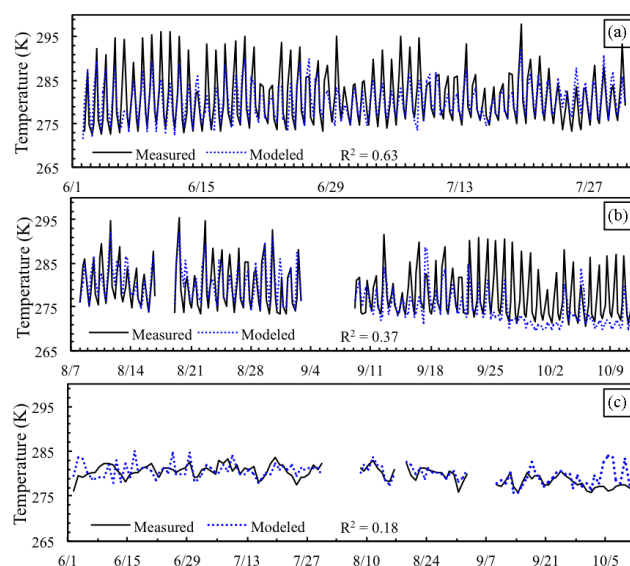 (a)
Temperature (K)
295
285
275
265
Measured Modeled R² = 0.63
6/1 6/15 6/29 7/13 7/27
(b)
Temperature (K)
295
285
275
265
Measured Modeled R² = 0.37
8/7 8/14 8/21 8/28 9/4 9/11 9/18 9/25 10/2 10/9
(c)
Temperature (K)
295
285
275
265
Measured Modeled R² = 0.18
6/1 6/15 6/29 7/13 7/27 8/10 8/24 9/7 9/21 10/5